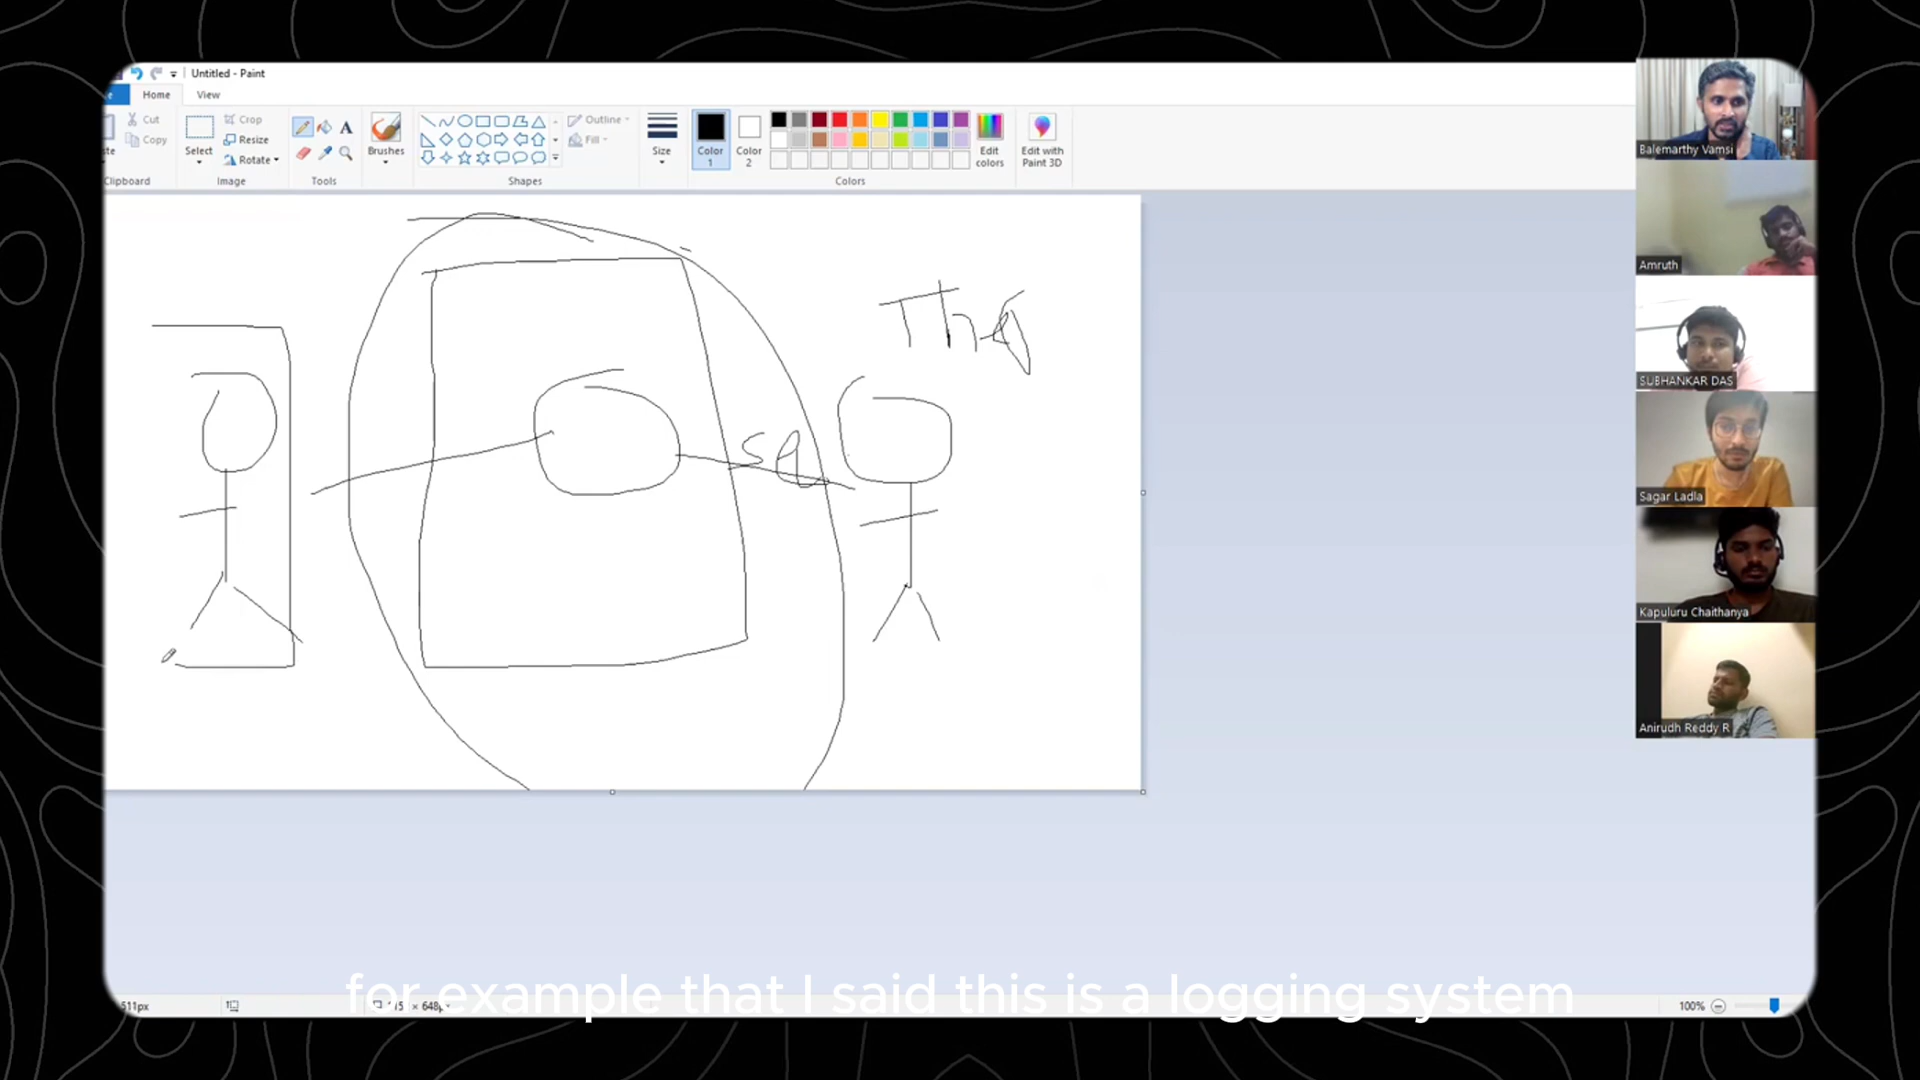 Untitled - Paint
Home View
Cut
Copy
Clipboard
Select
Crop
Resize
Rotate
Image
Tools
Brushes
Shapes
Outline
Fill
Size
Color 1
Color 2
Colors
Edit colors
Edit with Paint 3D
Balemarthy Vamsi
Amruth
SUBHANKAR DAS
Sagar Ladla
Kapuluru Chaithanya
Anirudh Reddy R
for example that I said this is a logging system
100%